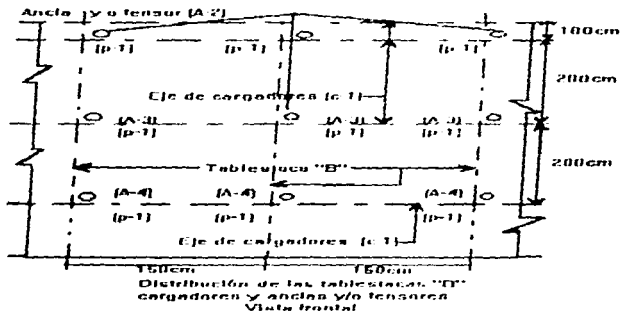 Ancla y/o tensor (A-2)
(p-1) (p-1) (p-1)
100cm
200cm
Eje de cargadores (c-1)
(A-3) (A-3) (A-3)
(p-1) (p-1) (p-1)
Tablestaca "B"
200cm
(A-4) (A-4) (A-4)
(p-1) (p-1) (p-1)
Eje de cargadores (c-1)
150cm 150cm
Distribución de las tablestacas "B"
cargadores y anclas y/o tensores
Vista frontal